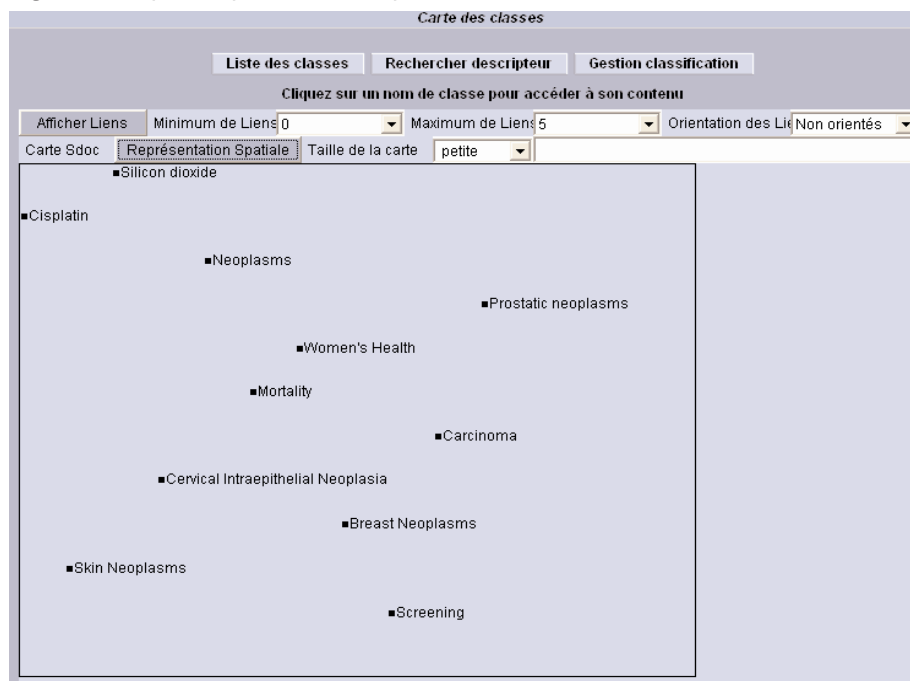 Carte des classes
Liste des classes Rechercher descripteur Gestion classification
Cliquez sur un nom de classe pour accéder à son contenu
Afficher Liens Minimum de Liens 0 Maximum de Liens 5 Orientation des Lie Non orientés
Carte Sdoc Représentation Spatiale Taille de la carte petite
Silicon dioxide
Cisplatin
Neoplasms
Prostatic neoplasms
Women's Health
Mortality
Carcinoma
Cervical Intraepithelial Neoplasia
Breast Neoplasms
Skin Neoplasms
Screening